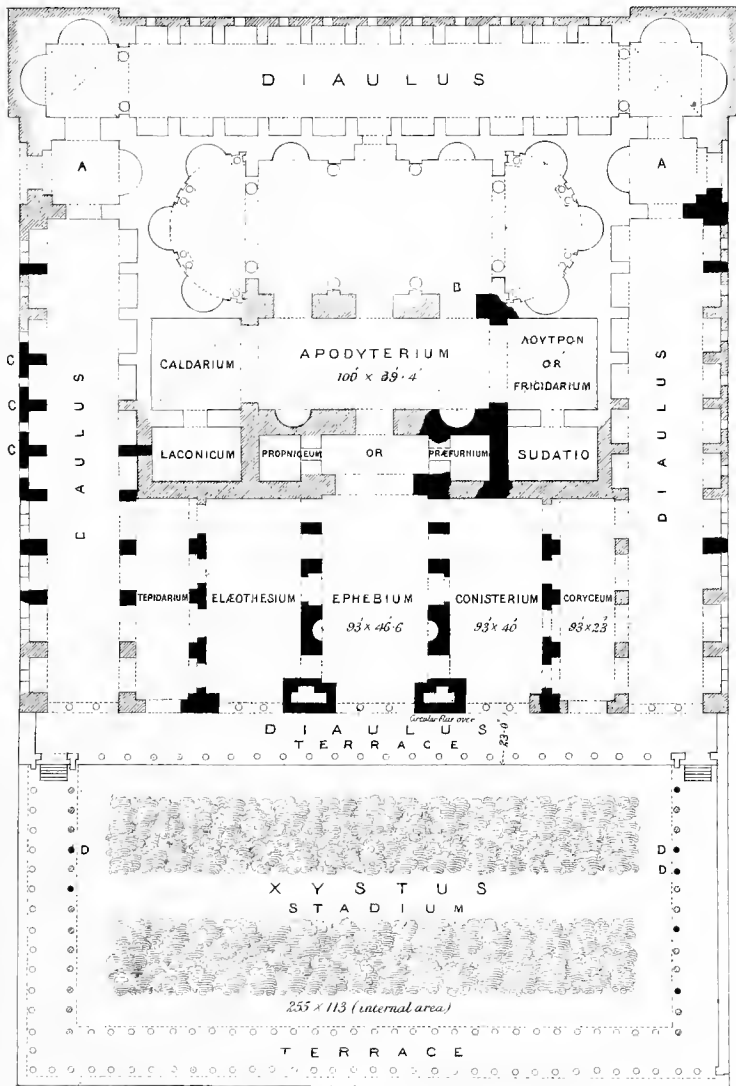 DIAULUS
A
A
B
CALDARIUM
APODYTERIUM
100' × 39'·4"
ΛΟΥΤΡΟΝ
OR
FRIGIDARIUM
C
C
C
DIAULUS
DIAULUS
LACONICUM
PROPNIGEUM
OR
PRÆFURNIUM
SUDATIO
TEPIDARIUM
ELÆOTHESIUM
EPHEBIUM
93' × 46'·6
CONISTERIUM
93' × 40'
CORYCEUM
93' × 23'
Circular flue over
DIAULUS
TERRACE
23·0"
D
D
D
XYSTUS
STADIUM
255 × 113 (internal area)
TERRACE